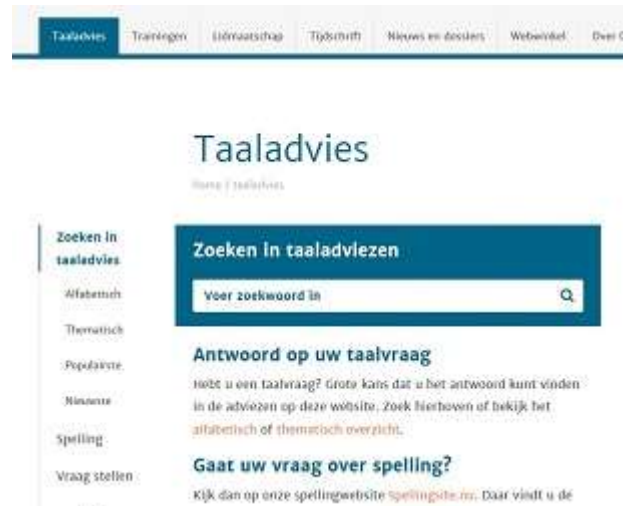 Taaladvies Trainingen Lidmaatschap Tijdschrift Nieuws en dossiers Webwinkel Over O
Taaladvies
Home / taaladvies
Zoeken in
taaladvies
Alfabetisch
Thematisch
Populairste
Nieuwste
Spelling
Vraag stellen
Zoeken in taaladviezen
Voer zoekwoord in
Antwoord op uw taalvraag
Hebt u een taalvraag? Grote kans dat u het antwoord kunt vinden
in de adviezen op deze website. Zoek hierboven of bekijk het
alfabetisch of thematisch overzicht.
Gaat uw vraag over spelling?
Kijk dan op onze spellingwebsite spellingsite.nu. Daar vindt u de